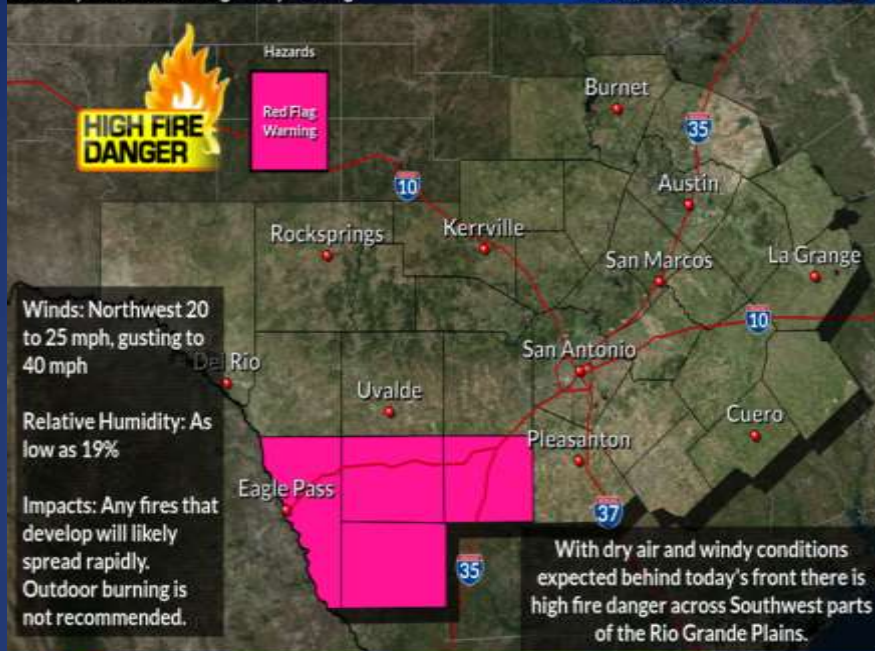 HIGH FIRE
DANGER
Hazards
Red Flag
Warning
Burnet
35
Austin
10
Rocksprings
Kerrville
San Marcos
La Grange
Winds: Northwest 20
to 25 mph, gusting to
40 mph
10
Del Rio
San Antonio
Uvalde
Relative Humidity: As
low as 19%
Cuero
Pleasanton
Eagle Pass
Impacts: Any fires that
develop will likely
spread rapidly.
Outdoor burning is
not recommended.
37
35
With dry air and windy conditions
expected behind today's front there is
high fire danger across Southwest parts
of the Rio Grande Plains.